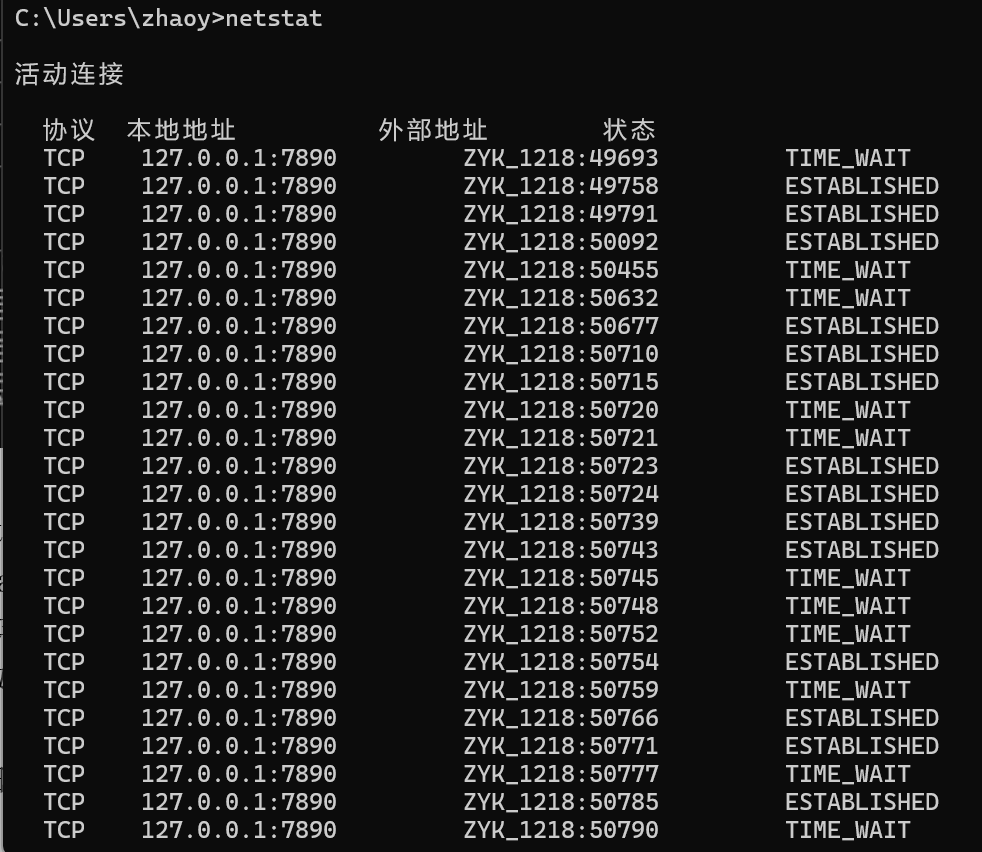 C:\Users\zhaoy>netstat
活动连接
协议 本地地址 外部地址 状态
TCP 127.0.0.1:7890 ZYK_1218:49693 TIME_WAIT
TCP 127.0.0.1:7890 ZYK_1218:49758 ESTABLISHED
TCP 127.0.0.1:7890 ZYK_1218:49791 ESTABLISHED
TCP 127.0.0.1:7890 ZYK_1218:50092 ESTABLISHED
TCP 127.0.0.1:7890 ZYK_1218:50455 TIME_WAIT
TCP 127.0.0.1:7890 ZYK_1218:50632 TIME_WAIT
TCP 127.0.0.1:7890 ZYK_1218:50677 ESTABLISHED
TCP 127.0.0.1:7890 ZYK_1218:50710 ESTABLISHED
TCP 127.0.0.1:7890 ZYK_1218:50715 ESTABLISHED
TCP 127.0.0.1:7890 ZYK_1218:50720 TIME_WAIT
TCP 127.0.0.1:7890 ZYK_1218:50721 TIME_WAIT
TCP 127.0.0.1:7890 ZYK_1218:50723 ESTABLISHED
TCP 127.0.0.1:7890 ZYK_1218:50724 ESTABLISHED
TCP 127.0.0.1:7890 ZYK_1218:50739 ESTABLISHED
TCP 127.0.0.1:7890 ZYK_1218:50743 ESTABLISHED
TCP 127.0.0.1:7890 ZYK_1218:50745 TIME_WAIT
TCP 127.0.0.1:7890 ZYK_1218:50748 TIME_WAIT
TCP 127.0.0.1:7890 ZYK_1218:50752 TIME_WAIT
TCP 127.0.0.1:7890 ZYK_1218:50754 ESTABLISHED
TCP 127.0.0.1:7890 ZYK_1218:50759 TIME_WAIT
TCP 127.0.0.1:7890 ZYK_1218:50766 ESTABLISHED
TCP 127.0.0.1:7890 ZYK_1218:50771 ESTABLISHED
TCP 127.0.0.1:7890 ZYK_1218:50777 TIME_WAIT
TCP 127.0.0.1:7890 ZYK_1218:50785 ESTABLISHED
TCP 127.0.0.1:7890 ZYK_1218:50790 TIME_WAIT